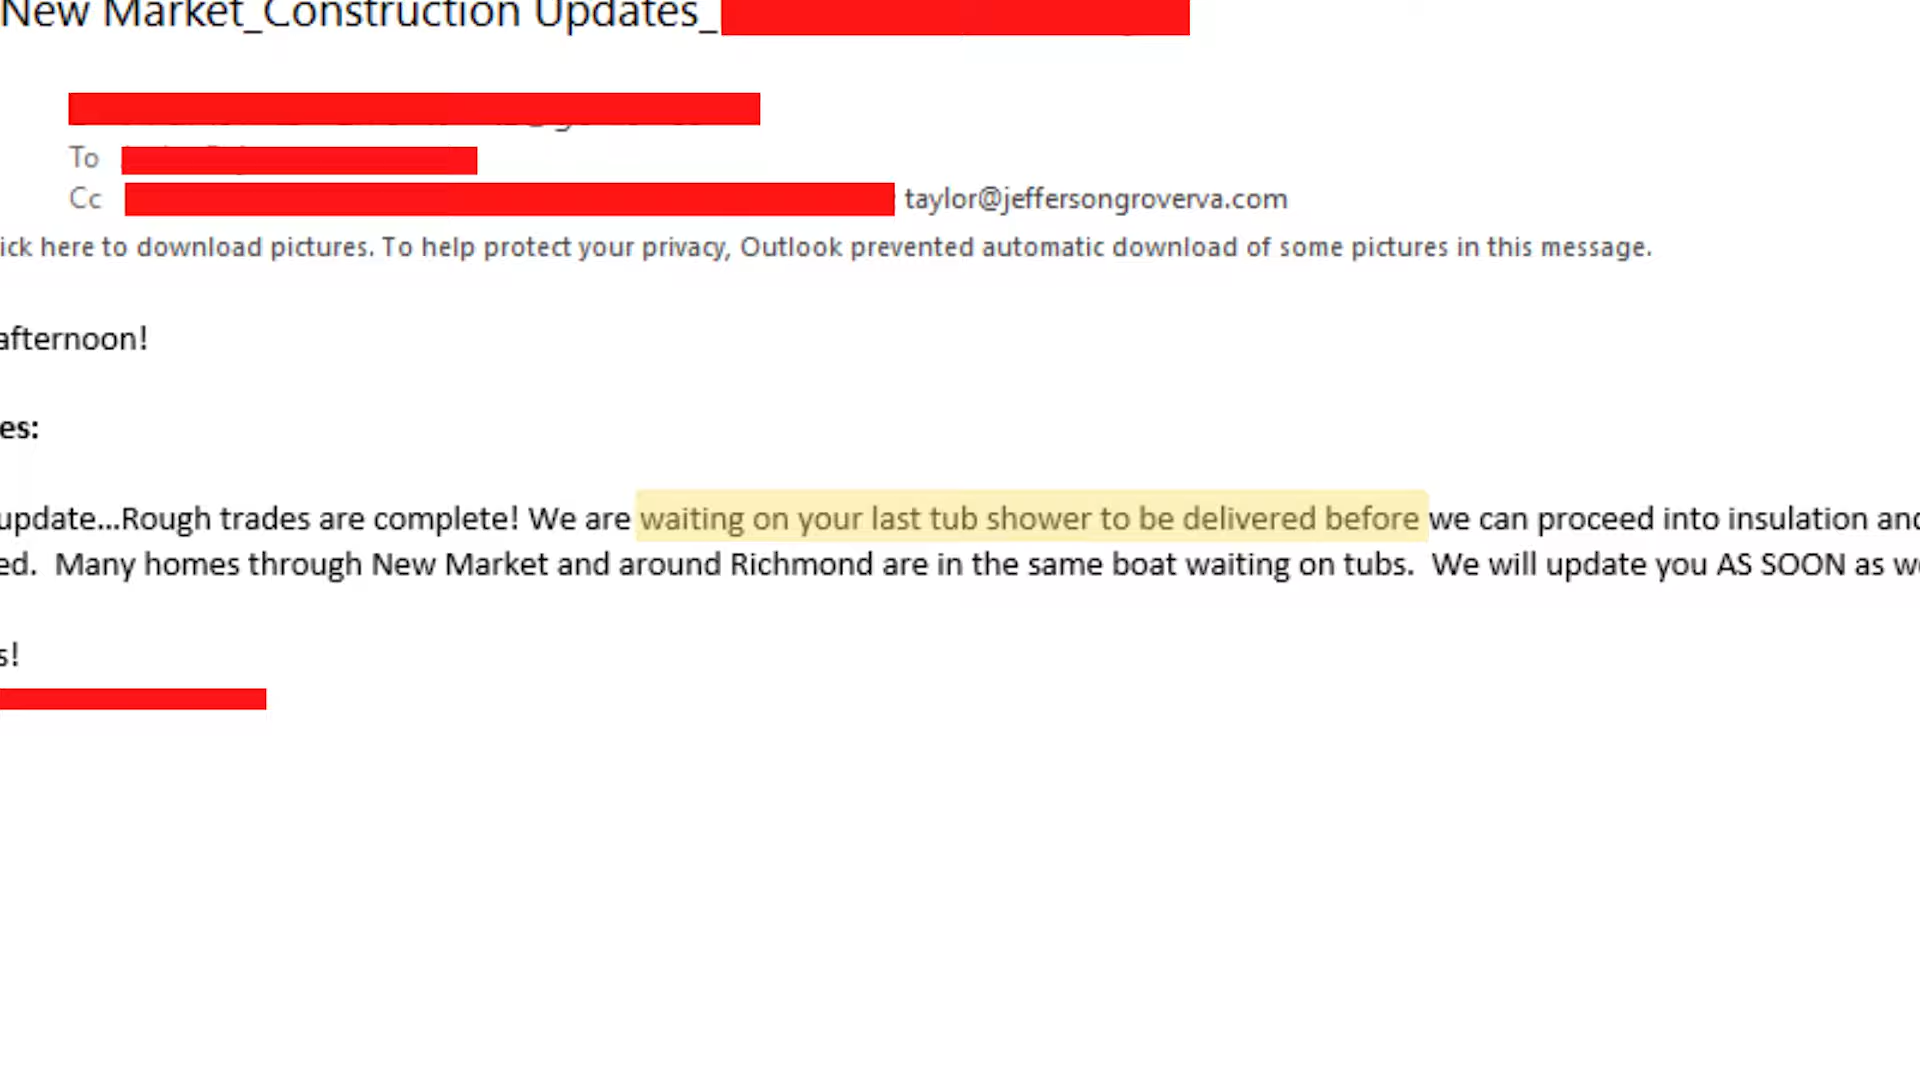 New Market_Construction Updates_
To
Cc taylor@jeffersongroverva.com
ick here to download pictures. To help protect your privacy, Outlook prevented automatic download of some pictures in this message.
afternoon!
es:
update...Rough trades are complete! We are waiting on your last tub shower to be delivered before we can proceed into insulation and
ed.  Many homes through New Market and around Richmond are in the same boat waiting on tubs.  We will update you AS SOON as we
s!